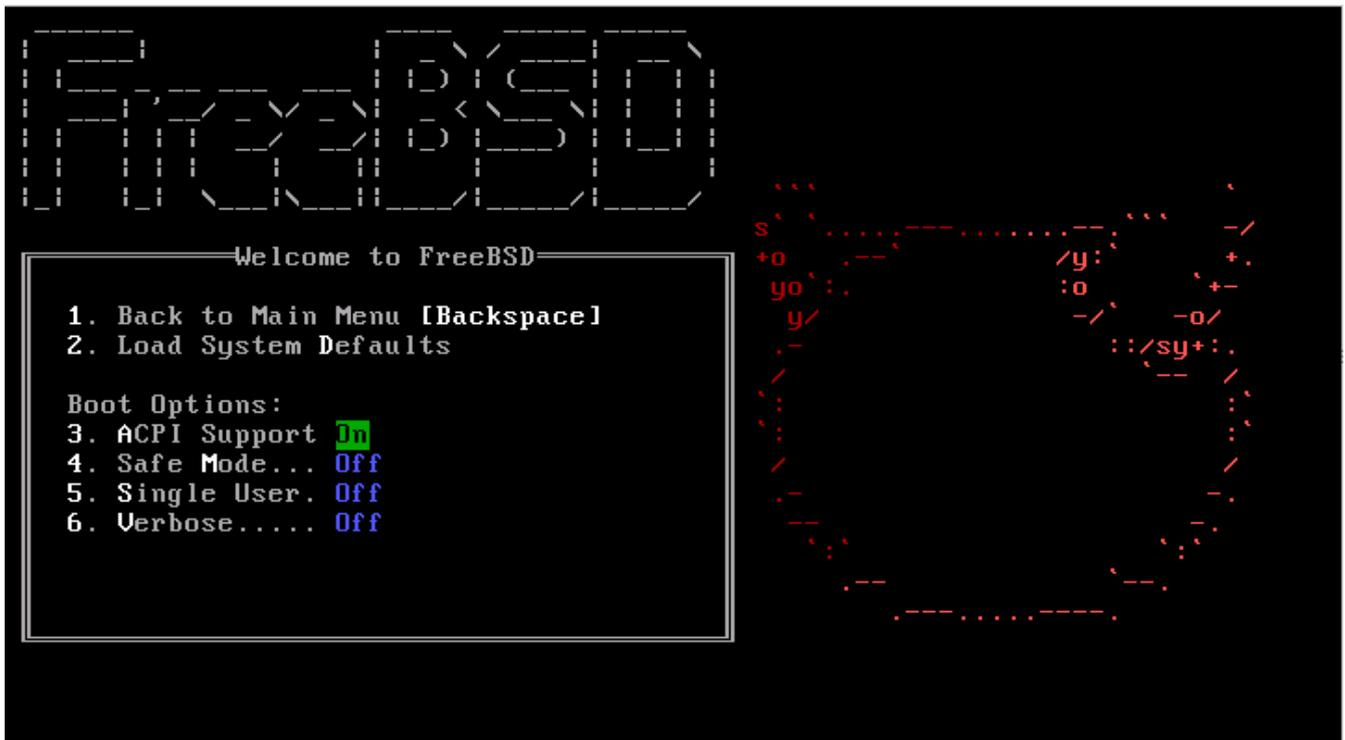 FreeBSD
Welcome to FreeBSD
1. Back to Main Menu [Backspace]
2. Load System Defaults
Boot Options:
3. ACPI Support On
4. Safe Mode... Off
5. Single User. Off
6. Verbose..... Off